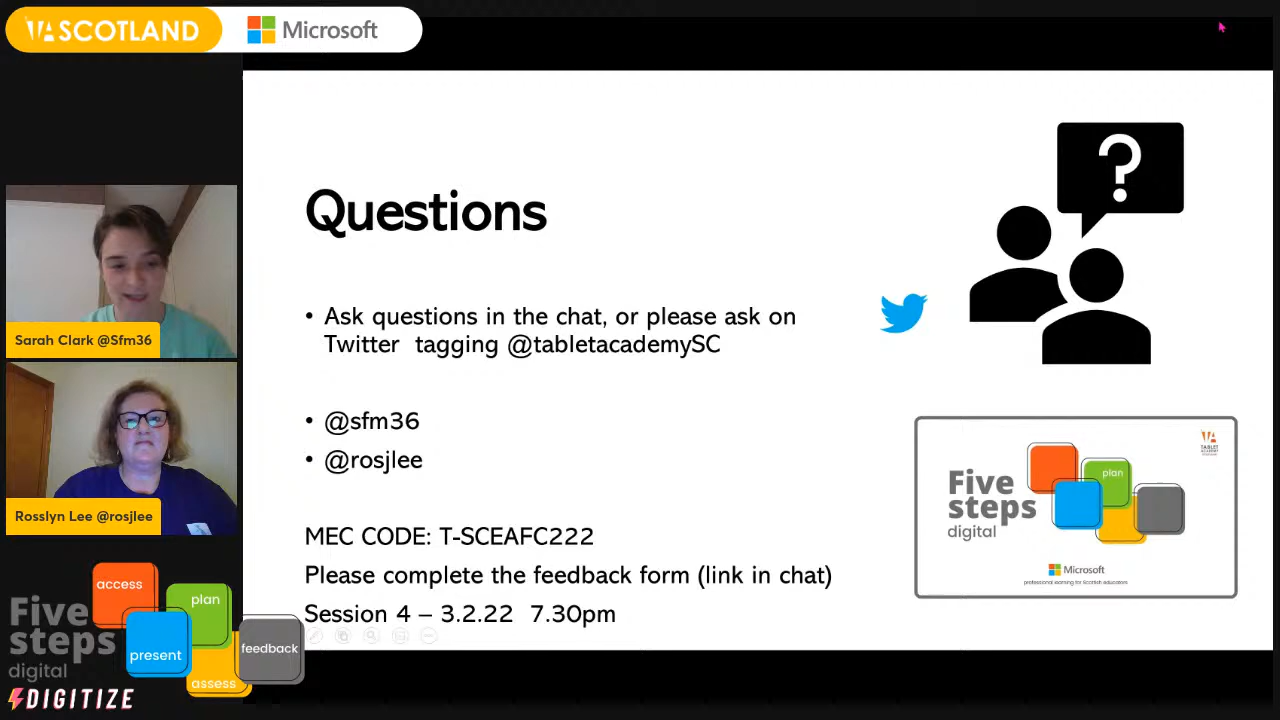 SCOTLAND
Microsoft
Questions
?
• Ask questions in the chat, or please ask on
Twitter tagging @tabletacademySC
• @sfm36
• @rosjlee
MEC CODE: T-SCEAFC222
Please complete the feedback form (link in chat)
Session 4 – 3.2.22 7.30pm
Sarah Clark @Sfm36
Rosslyn Lee @rosjlee
Five
steps
digital
plan
TABLET
ACADEMY
Microsoft
professional learning for Scottish educators
Five
steps
digital
access
plan
present
feedback
assess
DIGITIZE